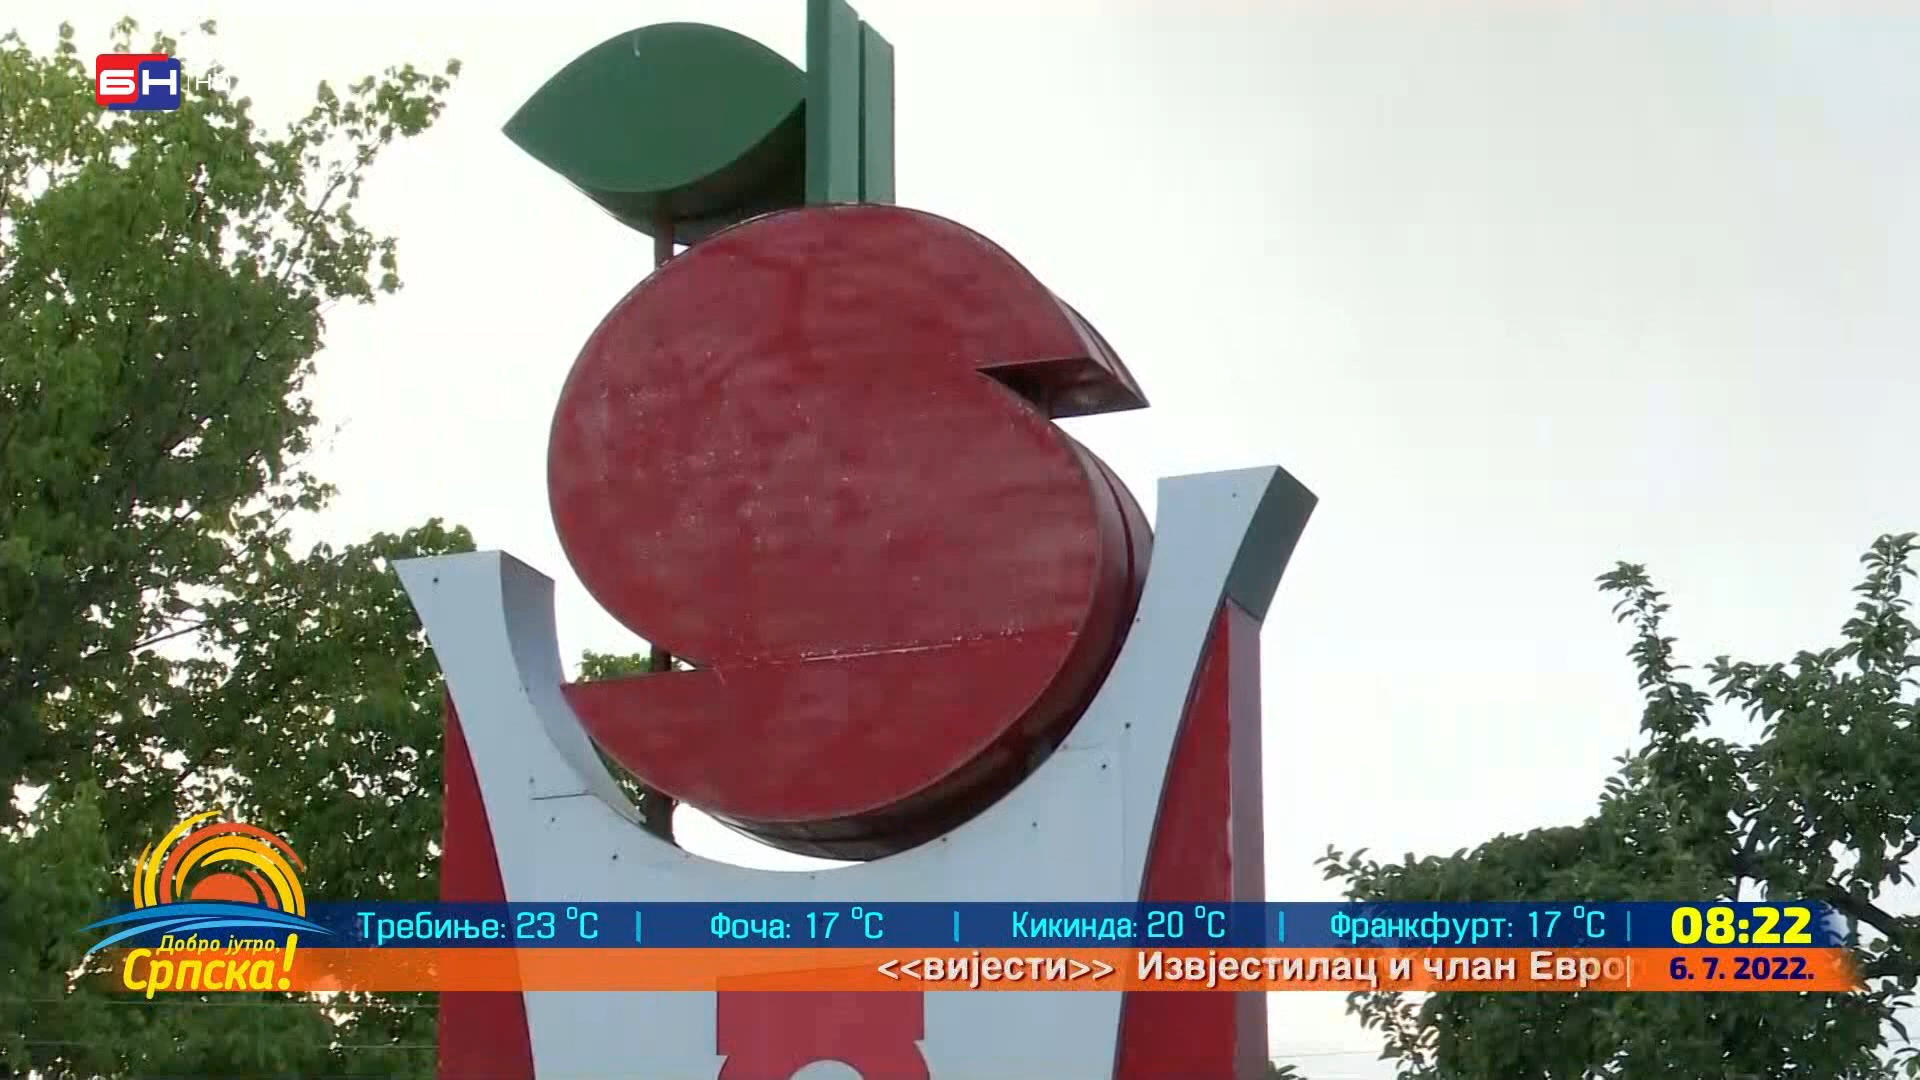 БН HD
Требиње: 23 °C | Фоча: 17 °C | Кикинда: 20 °C | Франкфурт: 17 °C | 08:22
Добро јутро,
Српска!
<<вијести>> Извјестилац и члан Евро
6. 7. 2022.